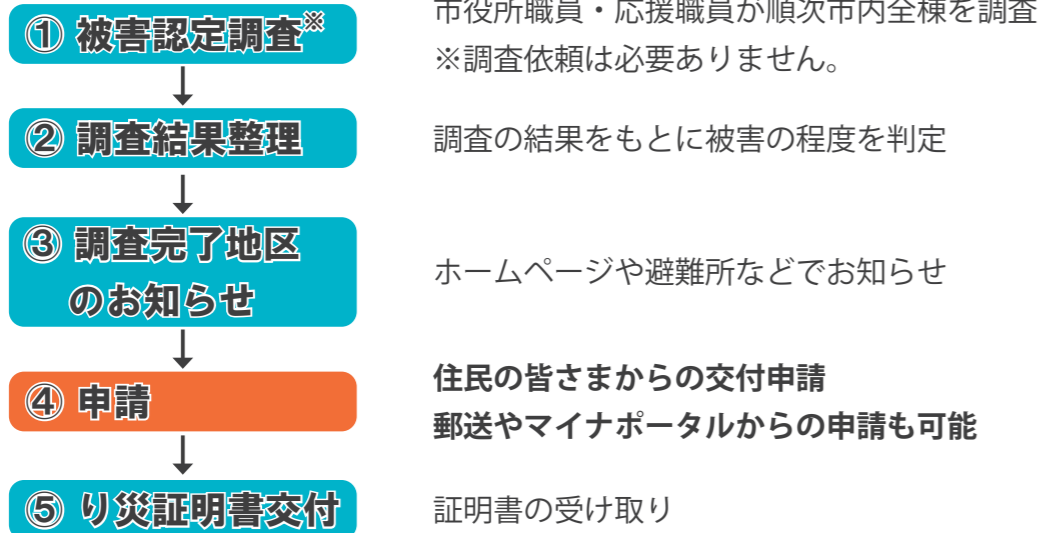 ① 被害認定調査※
市役所職員・応援職員が順次市内全棟を調査
※調査依頼は必要ありません。
② 調査結果整理
調査の結果をもとに被害の程度を判定
③ 調査完了地区
のお知らせ
ホームページや避難所などでお知らせ
④ 申請
住民の皆さまからの交付申請
郵送やマイナポータルからの申請も可能
⑤ り災証明書交付
証明書の受け取り